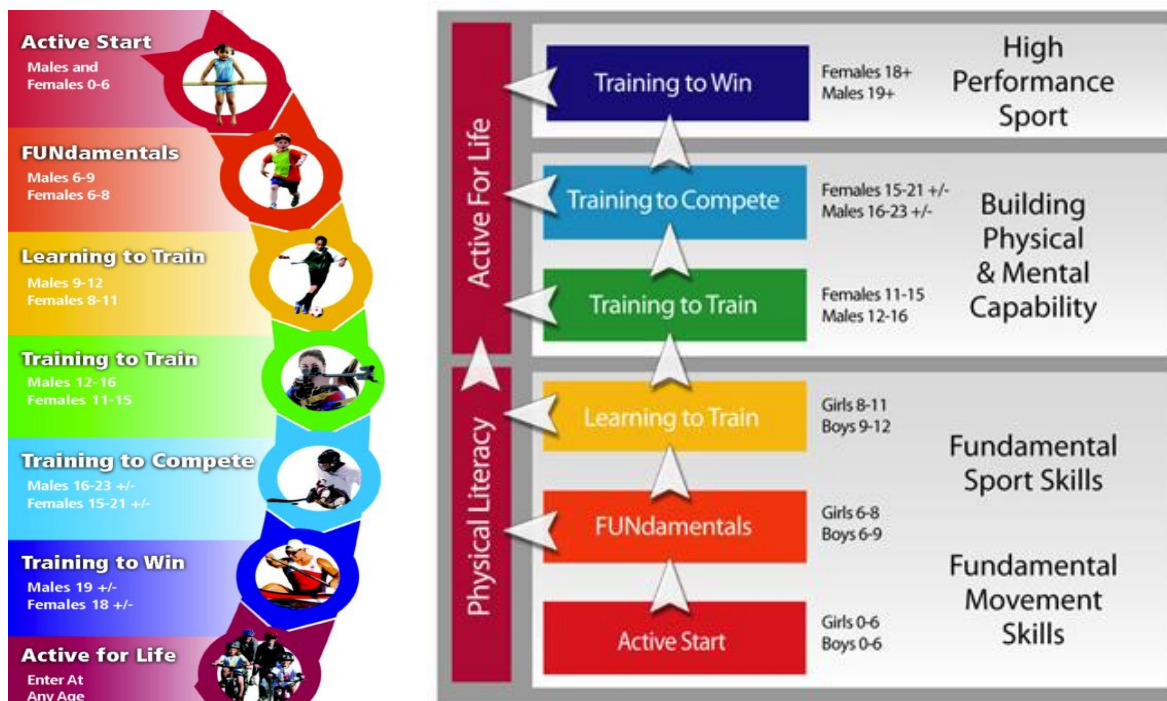 Active Start
Males and
Females 0-6
FUNdamentals
Males 6-9
Females 6-8
Learning to Train
Males 9-12
Females 8-11
Training to Train
Males 12-16
Females 11-15
Training to Compete
Males 16-23 +/-
Females 15-21 +/-
Training to Win
Males 19 +/-
Females 18 +/-
Active for Life
Enter At
Any Age
Active For Life
Physical Literacy
Training to Win
Females 18+
Males 19+
High
Performance
Sport
Training to Compete
Females 15-21 +/-
Males 16-23 +/-
Training to Train
Females 11-15
Males 12-16
Building
Physical
& Mental
Capability
Learning to Train
Girls 8-11
Boys 9-12
Fundamental
Sport Skills
FUNdamentals
Girls 6-8
Boys 6-9
Fundamental
Movement
Skills
Active Start
Girls 0-6
Boys 0-6